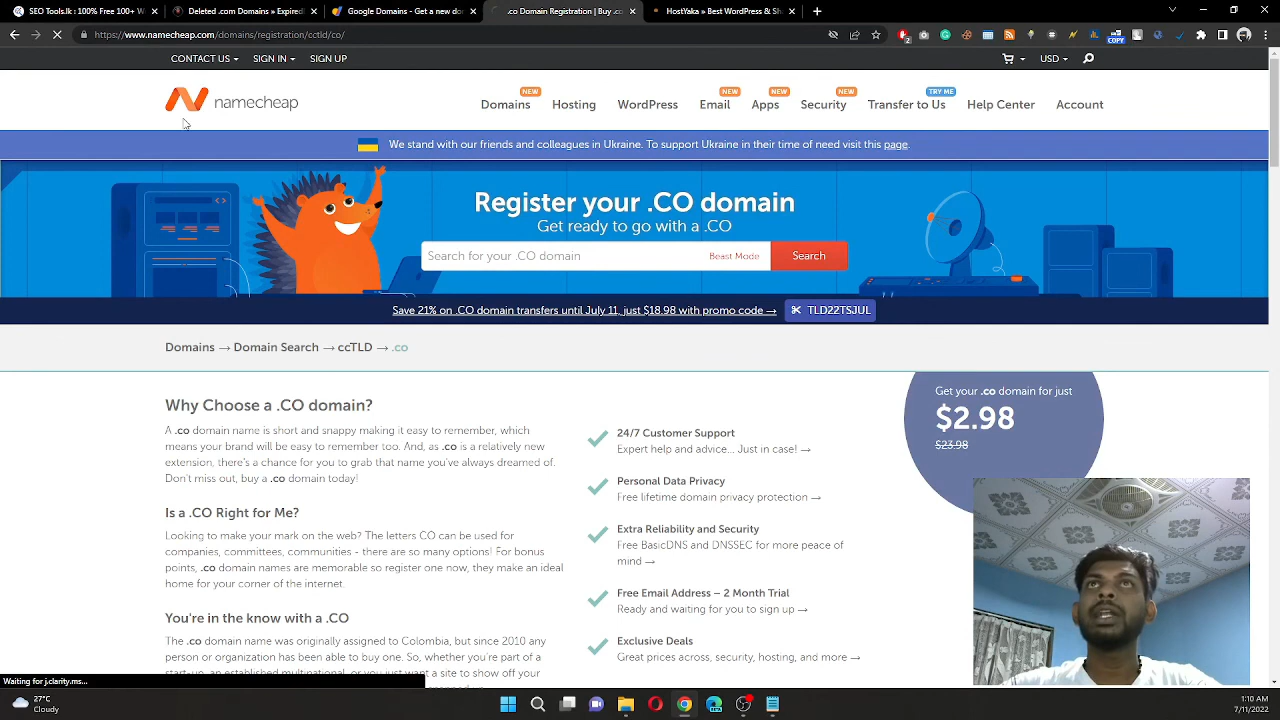 SEO Tools.lk : 100% Free 100+ W
Deleted .com Domains » Expired
Google Domains - Get a new do
.co Domain Registration | Buy .co
HostYaka » Best WordPress & Sh
https://www.namecheap.com/domains/registration/cctld/co/
COPY
CONTACT US
SIGN IN
SIGN UP
USD
namecheap
NEW
NEW
NEW
NEW
TRY ME
Domains
Hosting
WordPress
Email
Apps
Security
Transfer to Us
Help Center
Account
We stand with our friends and colleagues in Ukraine. To support Ukraine in their time of need visit this page.
Register your .CO domain
Get ready to go with a .CO
Search for your .CO domain
Beast Mode
Search
Save 21% on .CO domain transfers until July 11, just $18.98 with promo code →
TLD22TSJUL
Domains → Domain Search → ccTLD → .co
Why Choose a .CO domain?
A .co domain name is short and snappy making it easy to remember, which
means your brand will be easy to remember too. And, as .co is a relatively new
extension, there's a chance for you to grab that name you've always dreamed of.
Don't miss out, buy a .co domain today!
Is a .CO Right for Me?
Looking to make your mark on the web? The letters CO can be used for
companies, committees, communities - there are so many options! For bonus
points, .co domain names are memorable so register one now, they make an ideal
home for your corner of the internet.
You're in the know with a .CO
The .co domain name was originally assigned to Colombia, but since 2010 any
person or organization has been able to buy one. So, whether you're part of a
start-up, an established multinational, or you just want a site to show off your
24/7 Customer Support
Expert help and advice... Just in case! →
Personal Data Privacy
Free lifetime domain privacy protection →
Extra Reliability and Security
Free BasicDNS and DNSSEC for more peace of
mind →
Free Email Address – 2 Month Trial
Ready and waiting for you to sign up →
Exclusive Deals
Great prices across, security, hosting, and more →
Get your .co domain for just
$2.98
$23.98
Waiting for j.clarity.ms...
27°C
Cloudy
1:10 AM
7/11/2022